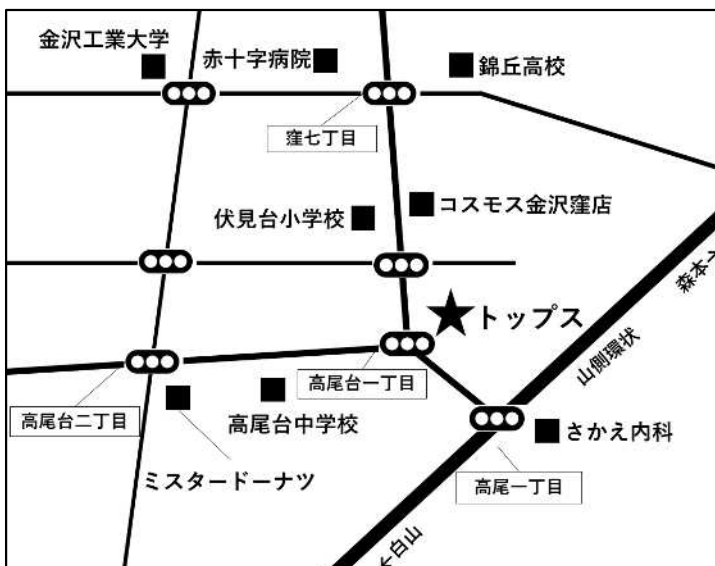 金沢工業大学
赤十字病院
錦丘高校
窪七丁目
伏見台小学校
コスモス金沢窪店
森本
トップス
山側環状
高尾台一丁目
高尾台二丁目
高尾台中学校
さかえ内科
ミスタードーナツ
高尾一丁目
白山